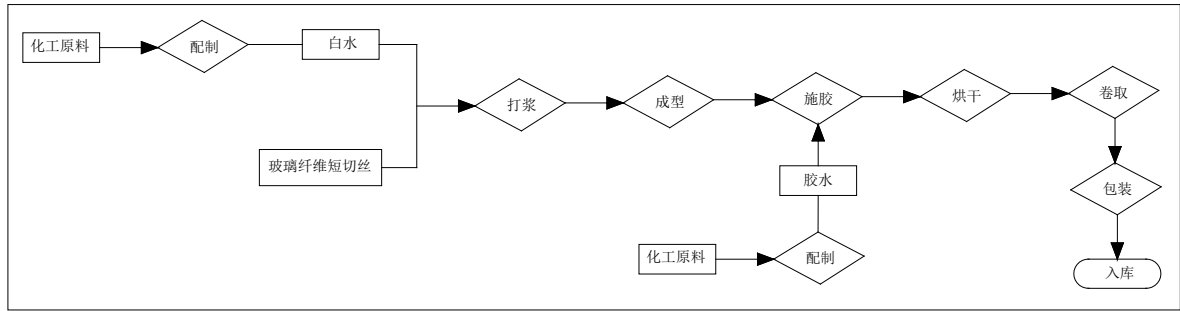 化工原料
配制
白水
玻璃纤维短切丝
打浆
成型
施胶
烘干
卷取
胶水
包装
化工原料
配制
入库